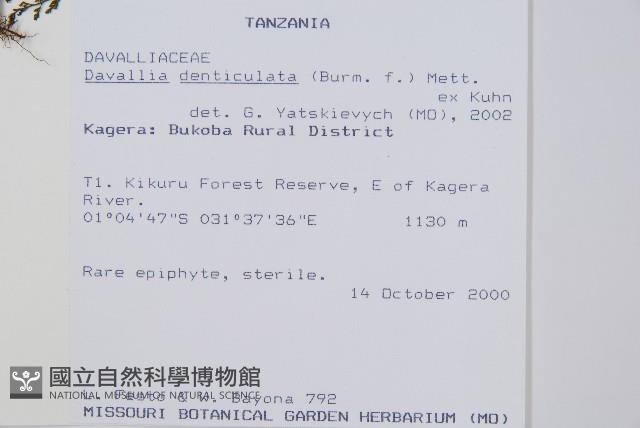 TANZANIA
DAVALLIACEAE
Davallia denticulata (Burm. f.) Mett.
ex Kuhn
det. G. Yatskievych (MO), 2002
Kagera: Bukoba Rural District
T1. Kikuru Forest Reserve, E of Kagera
River.
01°04'47"S 031°37'36"E 1130 m
Rare epiphyte, sterile.
14 October 2000
國立自然科學博物館
NATIONAL MUSEUM OF NATURAL SCIENCE
Festo & W. Bayona 792
MISSOURI BOTANICAL GARDEN HERBARIUM (MO)